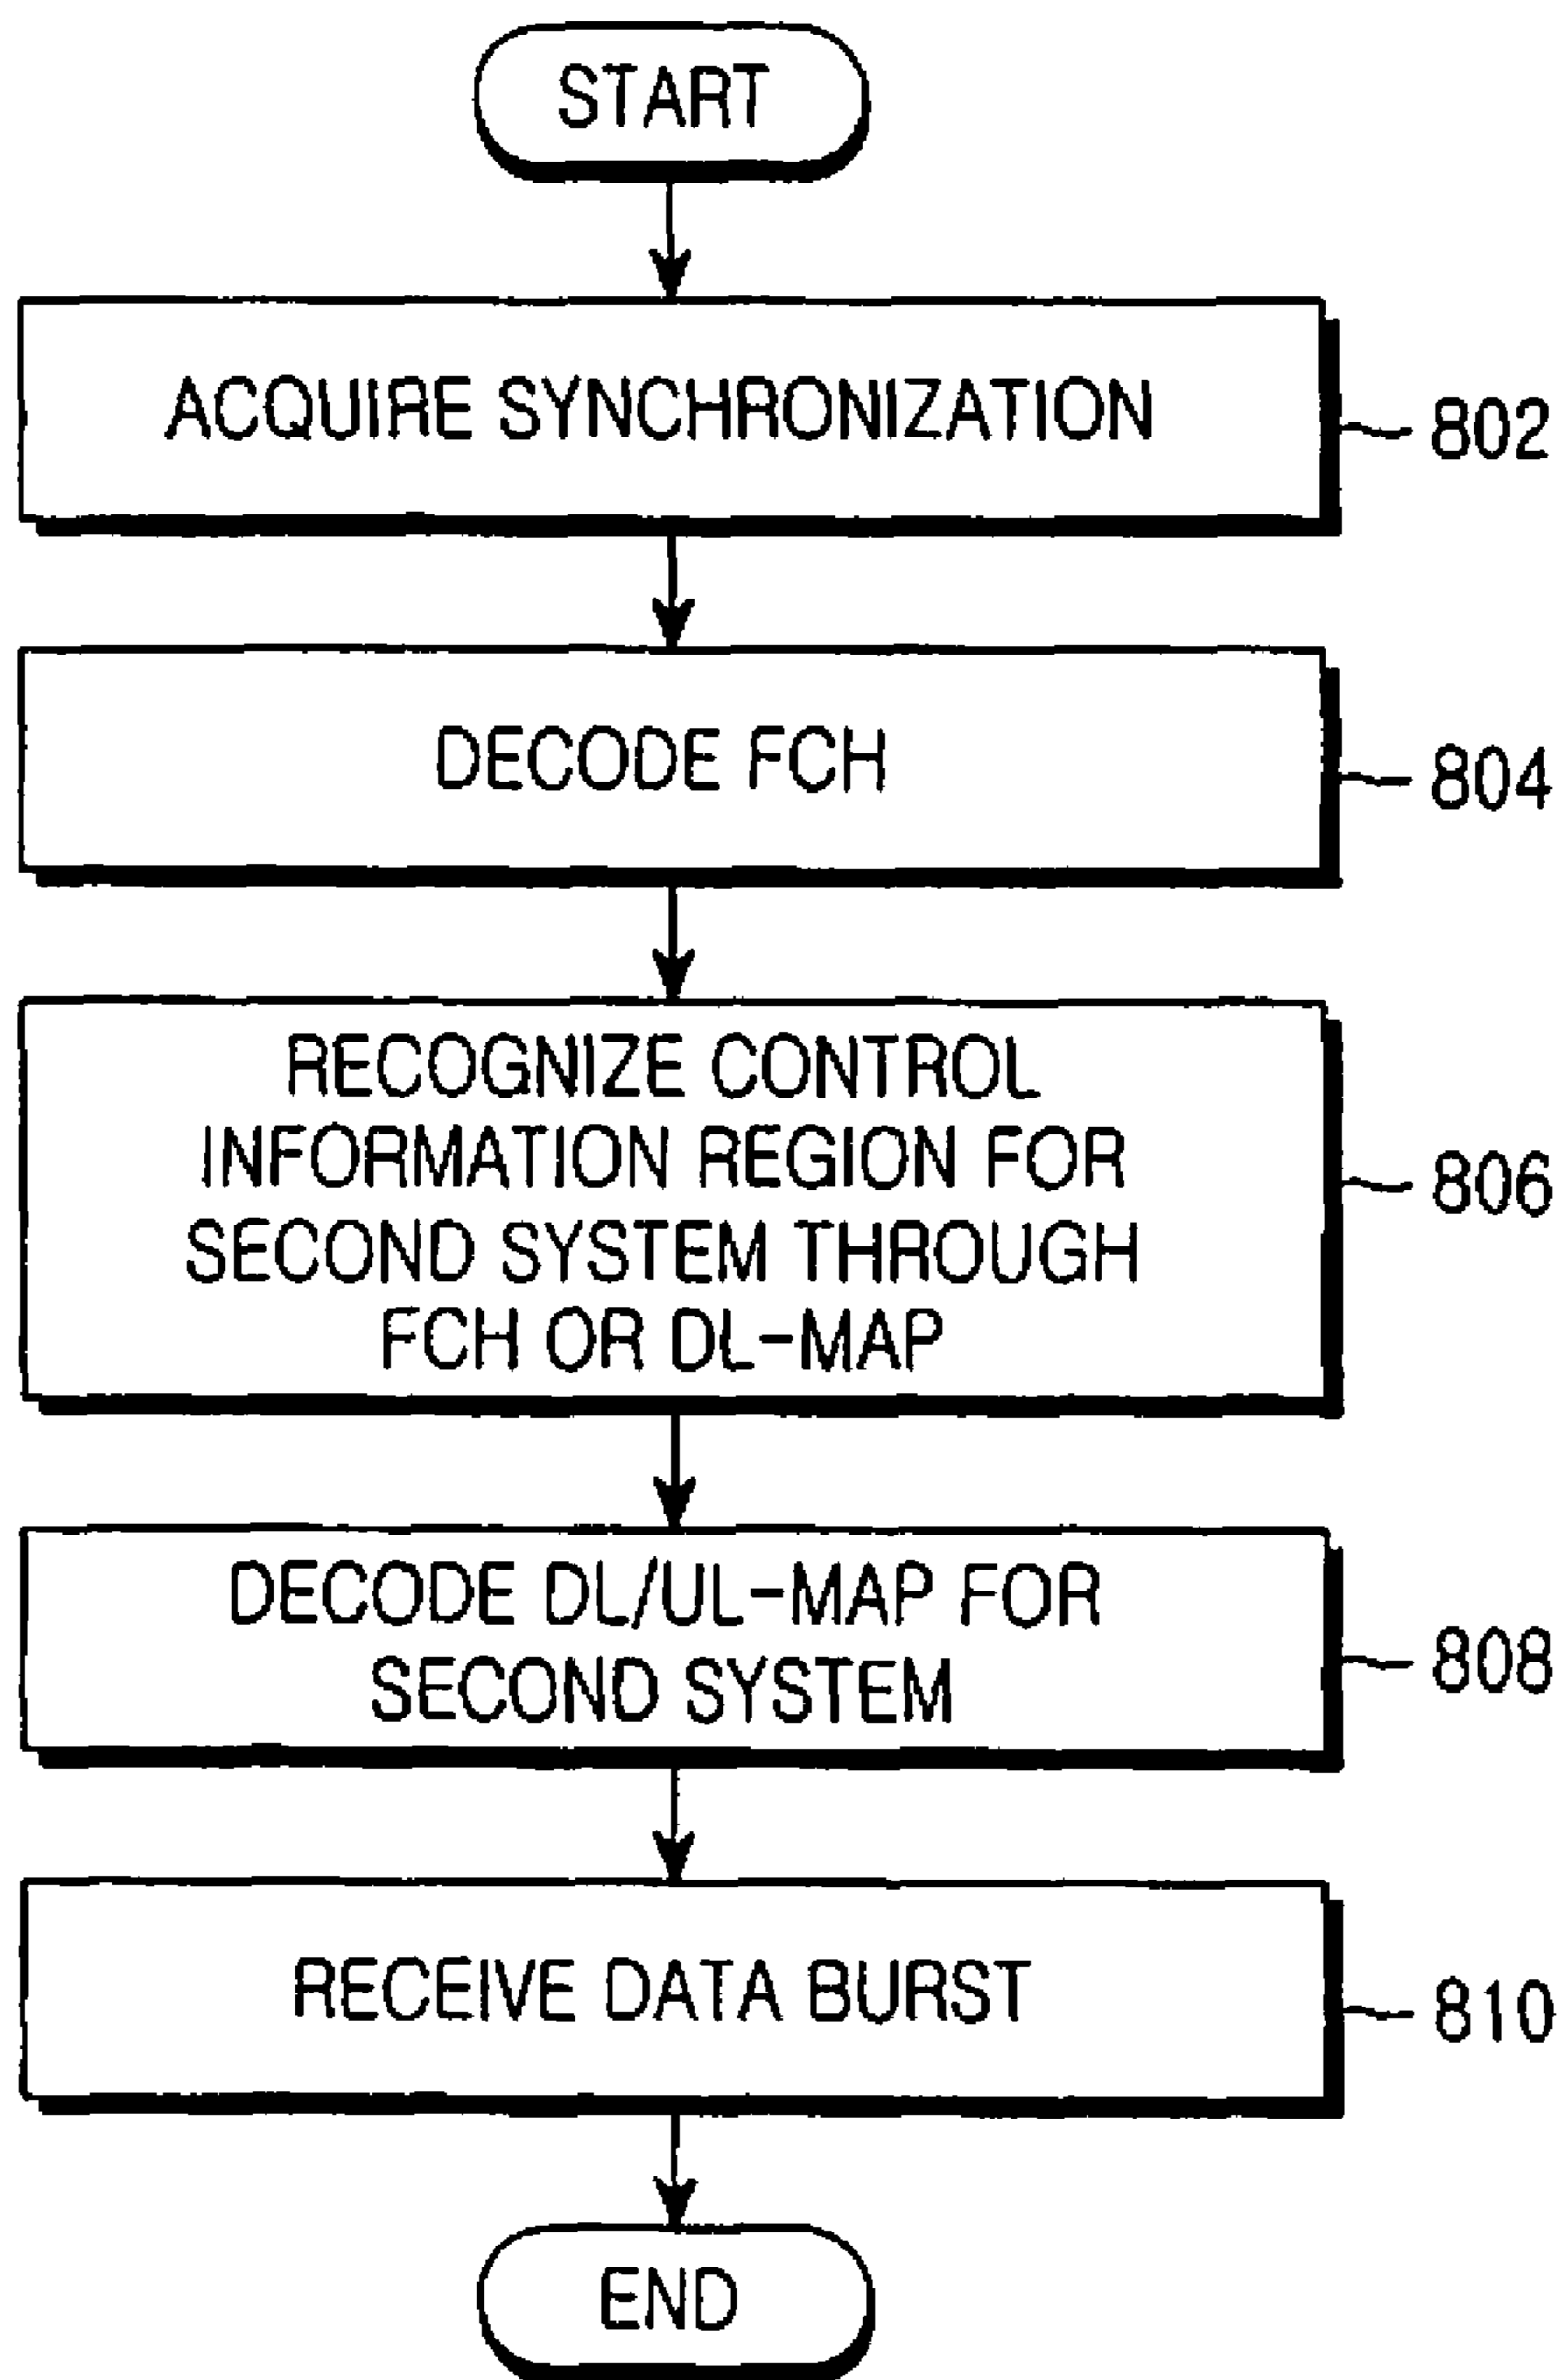 START
ACQUIRE SYNCHRONIZATION
802
DECODE FCH
804
RECOGNIZE CONTROL
INFORMATION REGION FOR
SECOND SYSTEM THROUGH
FCH OR DL-MAP
806
DECODE DL/UL-MAP FOR
SECOND SYSTEM
808
RECEIVE DATA BURST
810
END